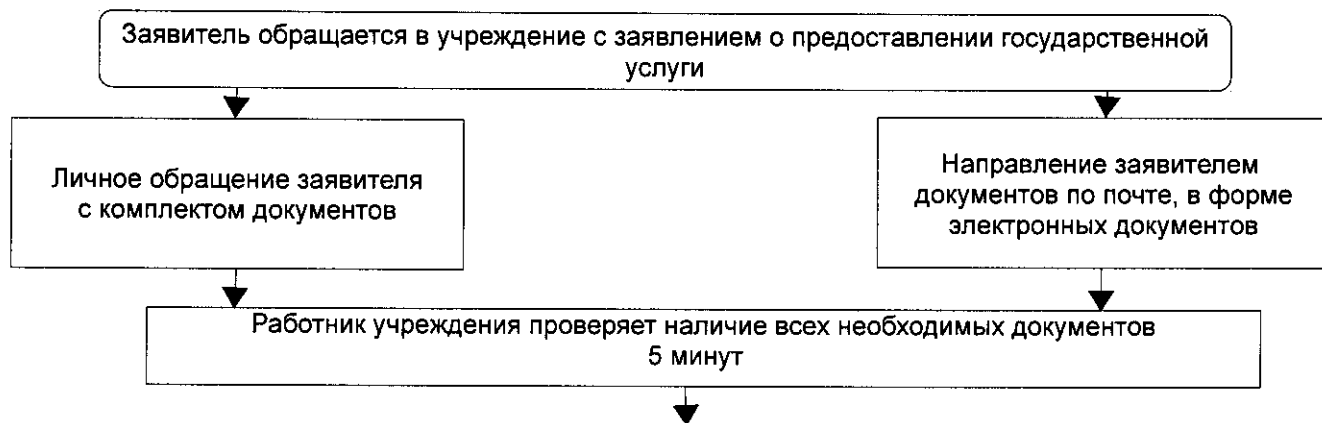 Заявитель обращается в учреждение с заявлением о предоставлении государственной
услуги
Личное обращение заявителя
с комплектом документов
Направление заявителем
документов по почте, в форме
электронных документов
Работник учреждения проверяет наличие всех необходимых документов
5 минут